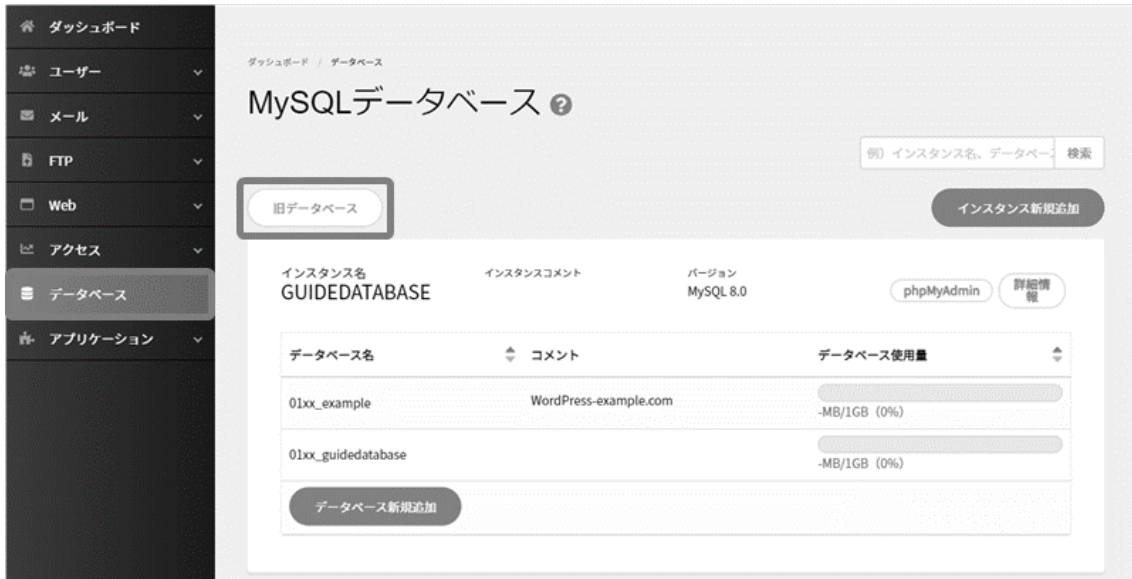 ダッシュボード
ユーザー
メール
FTP
Web
アクセス
データベース
アプリケーション
ダッシュボード / データベース
MySQLデータベース ?
例）インスタンス名、データベース 検索
旧データベース
インスタンス新規追加
インスタンス名 インスタンスコメント バージョン
GUIDEDATABASE MySQL 8.0 phpMyAdmin 詳細情
報
データベース名 コメント データベース使用量
01xx_example WordPress-example.com
-MB/1GB（0%）
01xx_guidedatabase
-MB/1GB（0%）
データベース新規追加